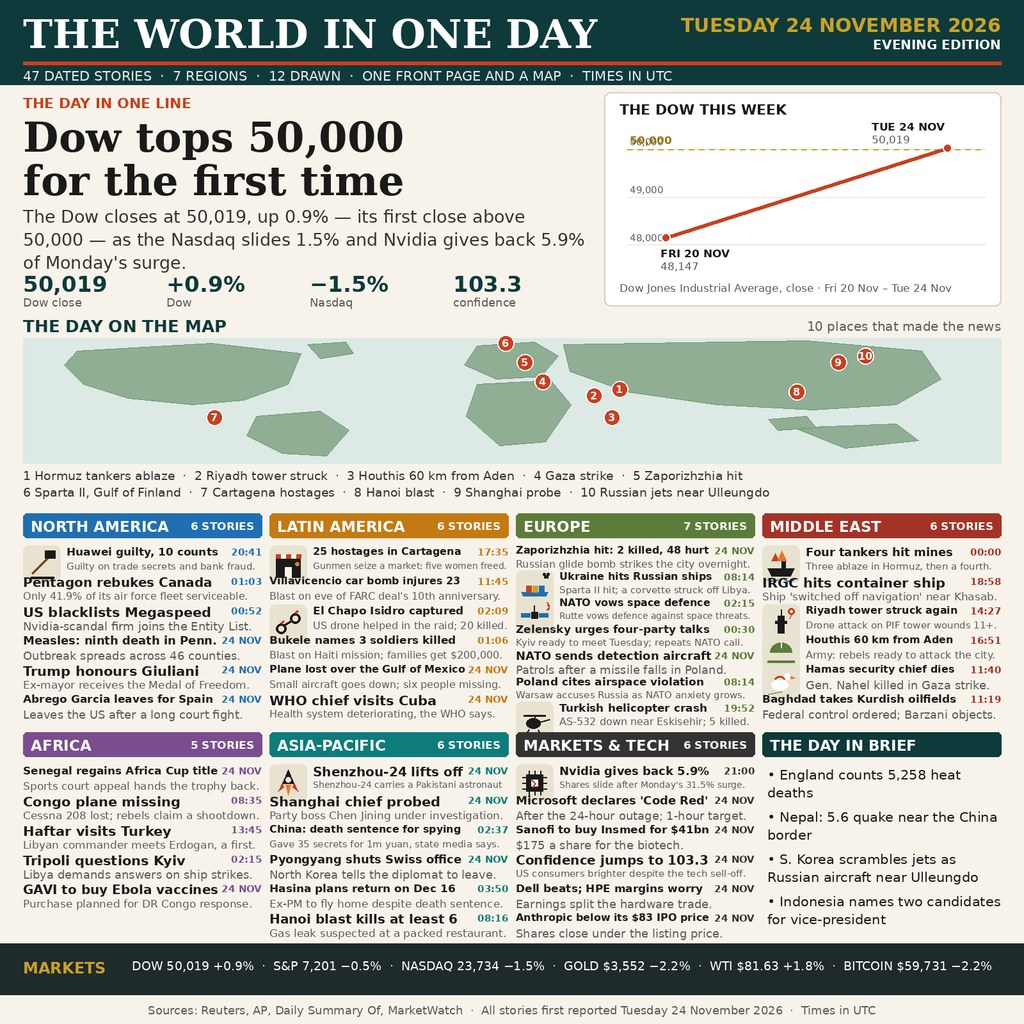 THE WORLD IN ONE DAY
TUESDAY 24 NOVEMBER 2026
EVENING EDITION
47 DATED STORIES · 7 REGIONS · 12 DRAWN · ONE FRONT PAGE AND A MAP · TIMES IN UTC
THE DAY IN ONE LINE
Dow tops 50,000
for the first time
The Dow closes at 50,019, up 0.9% — its first close above
50,000 — as the Nasdaq slides 1.5% and Nvidia gives back 5.9%
of Monday's surge.
50,019
Dow close
+0.9%
Dow
−1.5%
Nasdaq
103.3
confidence
THE DOW THIS WEEK
50,000
50,000
49,000
48,000
TUE 24 NOV
50,019
FRI 20 NOV
48,147
Dow Jones Industrial Average, close · Fri 20 Nov – Tue 24 Nov
THE DAY ON THE MAP
10 places that made the news
6
5
4
1
2
3
7
8
9
10
1 Hormuz tankers ablaze · 2 Riyadh tower struck · 3 Houthis 60 km from Aden · 4 Gaza strike · 5 Zaporizhzhia hit
6 Sparta II, Gulf of Finland · 7 Cartagena hostages · 8 Hanoi blast · 9 Shanghai probe · 10 Russian jets near Ulleungdo
NORTH AMERICA 6 STORIES
Huawei guilty, 10 counts 20:41
Guilty on trade secrets and bank fraud.
Pentagon rebukes Canada 01:03
Only 41.9% of its air force fleet serviceable.
US blacklists Megaspeed 00:52
Nvidia-scandal firm joins the Entity List.
Measles: ninth death in Penn. 24 NOV
Outbreak spreads across 46 counties.
Trump honours Giuliani 24 NOV
Ex-mayor receives the Medal of Freedom.
Abrego Garcia leaves for Spain 24 NOV
Leaves the US after a long court fight.
LATIN AMERICA 6 STORIES
25 hostages in Cartagena 17:35
Gunmen seize a market; five women freed.
Villavicencio car bomb injures 23 11:45
Blast on eve of FARC deal's 10th anniversary.
El Chapo Isidro captured 02:09
US drone helped in the raid; 20 killed.
Bukele names 3 soldiers killed 01:06
Blast on Haiti mission; families get $200,000.
Plane lost over the Gulf of Mexico 24 NOV
Small aircraft goes down; six people missing.
WHO chief visits Cuba 24 NOV
Health system deteriorating, the WHO says.
EUROPE 7 STORIES
Zaporizhzhia hit: 2 killed, 48 hurt 24 NOV
Russian glide bomb strikes the city overnight.
Ukraine hits Russian ships 08:14
Sparta II hit; a corvette struck off Libya.
NATO vows space defence 02:15
Rutte vows defence against space threats.
Zelensky urges four-party talks 00:30
Kyiv ready to meet Tuesday; repeats NATO call.
NATO sends detection aircraft 24 NOV
Patrols after a missile falls in Poland.
Poland cites airspace violation 08:14
Warsaw accuses Russia as NATO anxiety grows.
Turkish helicopter crash 19:52
AS-532 down near Eskisehir; 5 killed.
MIDDLE EAST 6 STORIES
Four tankers hit mines 00:00
Three ablaze in Hormuz, then a fourth.
IRGC hits container ship 18:58
Ship 'switched off navigation' near Khasab.
Riyadh tower struck again 14:27
Drone attack on PIF tower wounds 11+.
Houthis 60 km from Aden 16:51
Army: rebels ready to attack the city.
Hamas security chief dies 11:40
Gen. Nahel killed in Gaza strike.
Baghdad takes Kurdish oilfields 11:19
Federal control ordered; Barzani objects.
AFRICA 5 STORIES
Senegal regains Africa Cup title 24 NOV
Sports court appeal hands the trophy back.
Congo plane missing 08:35
Cessna 208 lost; rebels claim a shootdown.
Haftar visits Turkey 13:45
Libyan commander meets Erdogan, a first.
Tripoli questions Kyiv 02:15
Libya demands answers on ship strikes.
GAVI to buy Ebola vaccines 24 NOV
Purchase planned for DR Congo response.
ASIA-PACIFIC 6 STORIES
Shenzhou-24 lifts off 24 NOV
Shenzhou-24 carries a Pakistani astronaut
Shanghai chief probed 24 NOV
Party boss Chen Jining under investigation.
China: death sentence for spying 02:37
Gave 35 secrets for 1m yuan, state media says.
Pyongyang shuts Swiss office 24 NOV
North Korea tells the diplomat to leave.
Hasina plans return on Dec 16 03:50
Ex-PM to fly home despite death sentence.
Hanoi blast kills at least 6 08:16
Gas leak suspected at a packed restaurant.
MARKETS & TECH 6 STORIES
Nvidia gives back 5.9% 21:00
Shares slide after Monday's 31.5% surge.
Microsoft declares 'Code Red' 24 NOV
After the 24-hour outage; 1-hour target.
Sanofi to buy Insmed for $41bn 24 NOV
$175 a share for the biotech.
Confidence jumps to 103.3 24 NOV
US consumers brighter despite the tech sell-off.
Dell beats; HPE margins worry 24 NOV
Earnings split the hardware trade.
Anthropic below its $83 IPO price 24 NOV
Shares close under the listing price.
THE DAY IN BRIEF
• England counts 5,258 heat
deaths
• Nepal: 5.6 quake near the China
border
• S. Korea scrambles jets as
Russian aircraft near Ulleungdo
• Indonesia names two candidates
for vice-president
MARKETS
DOW 50,019 +0.9% · S&P 7,201 −0.5% · NASDAQ 23,734 −1.5% · GOLD $3,552 −2.2% · WTI $81.63 +1.8% · BITCOIN $59,731 −2.2%
Sources: Reuters, AP, Daily Summary Of, MarketWatch · All stories first reported Tuesday 24 November 2026 · Times in UTC